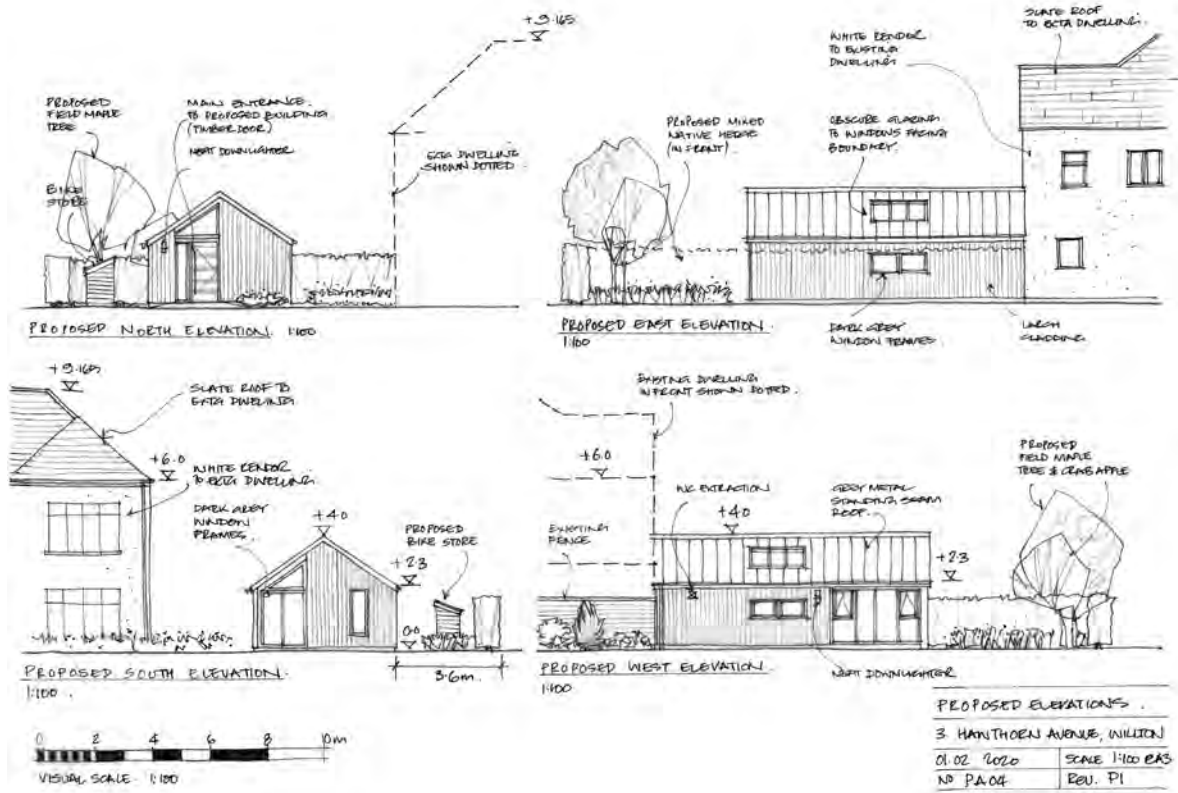 +9.165
PROPOSED
FIELD MAPLE
TREE
MAIN ENTRANCE
TO PROPOSED BUILDING
(TIMBER DOOR)
NEAT DOWNLIGHTER
BIKE
STORE
EXTG DWELLING
SHOWN DOTTED
PROPOSED NORTH ELEVATION. 1:100
SLATE ROOF
TO EXTG DWELLING.
WHITE RENDER
TO EXISTING
DWELLING
PROPOSED MIXED
NATIVE HEDGE
(IN FRONT).
OBSCURE GLAZING
TO WINDOWS FACING
BOUNDARY.
DARK GREY
WINDOW FRAMES
LARCH
CLADDING
PROPOSED EAST ELEVATION.
1:100
+9.165
SLATE ROOF TO
EXTG DWELLING
+6.0
WHITE RENDER
TO EXTG DWELLING
DARK GREY
WINDOW
FRAMES.
+4.0
PROPOSED
BIKE STORE
+2.3
0.0
3.6m.
PROPOSED SOUTH ELEVATION.
1:100.
EXISTING DWELLING
IN FRONT SHOWN DOTTED.
+6.0
WC EXTRACTION
GREY METAL
STANDING SEAM
ROOF.
+4.0
EXISTING
FENCE
+2.3
PROPOSED
FIELD MAPLE
TREE & CRABAPPLE
NEAT DOWNLIGHTER
PROPOSED WEST ELEVATION.
1:100
0 2 4 6 8 10m
VISUAL SCALE 1:100
PROPOSED ELEVATIONS.
3 HAWTHORN AVENUE, WILLITON
01.02 2020 SCALE 1:100 @A3
NO PA04 REV. P1